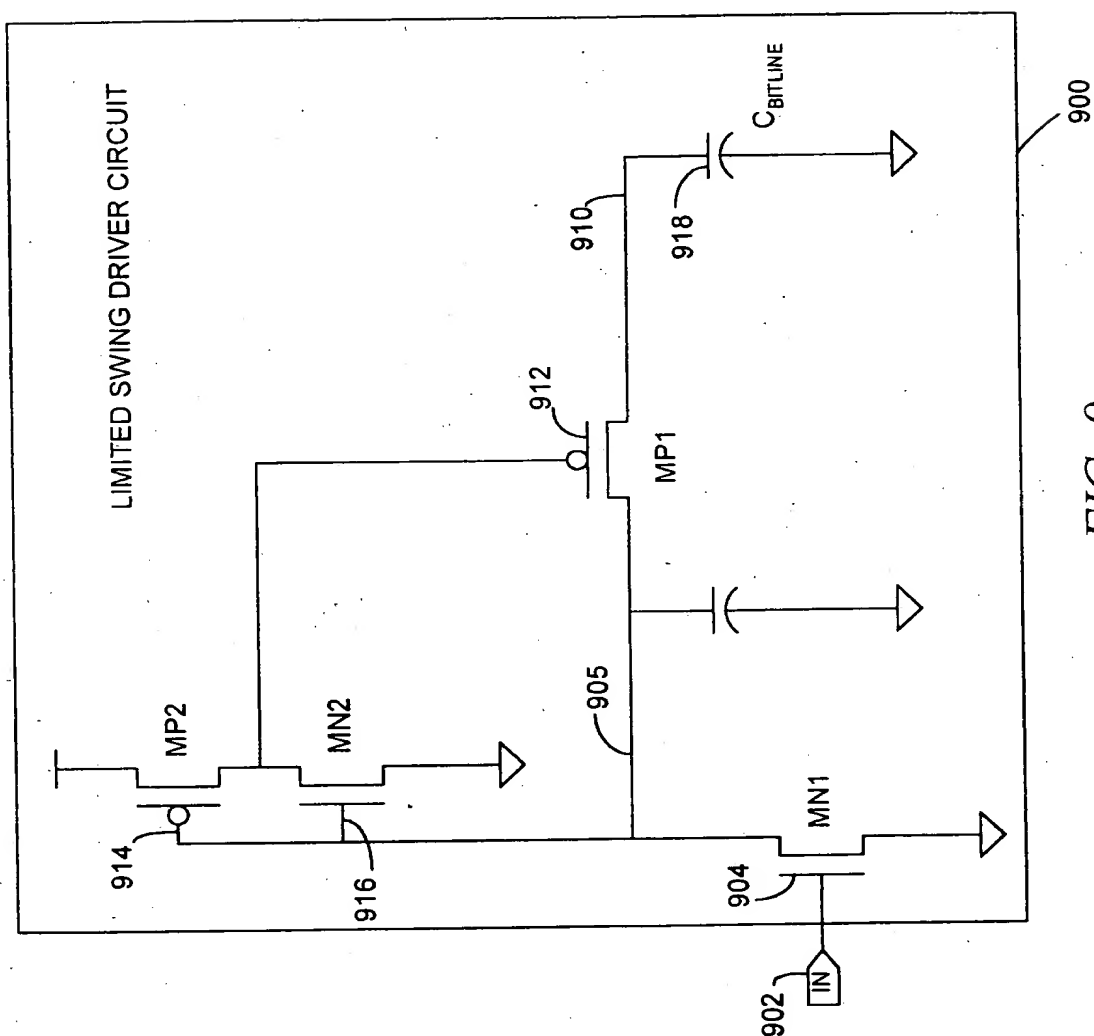 LIMITED SWING DRIVER CIRCUIT
MP2
914
MN2
916
912
MP1
910
918
CBITLINE
905
904
MN1
902
IN
900
FIG. 9